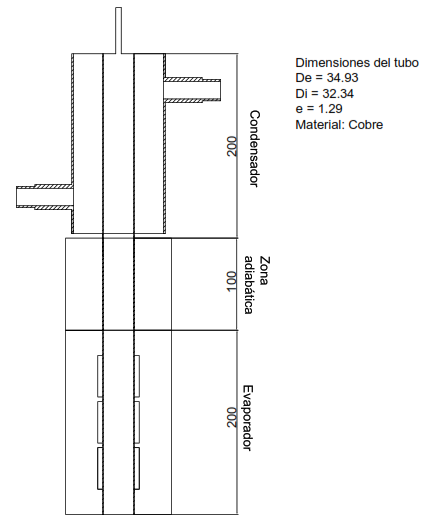 Dimensiones del tubo
De = 34.93
Di = 32.34
e = 1.29
Material: Cobre
200
Condensador
100
Zona
adiabática
200
Evaporador